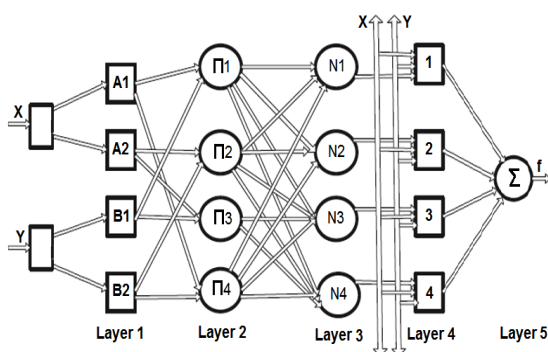 X Y
A1 Π1 N1 1
X
A2 Π2 N2 2
f
Σ
B1 Π3 N3 3
Y
B2 Π4 N4 4
Layer 1 Layer 2 Layer 3 Layer 4 Layer 5